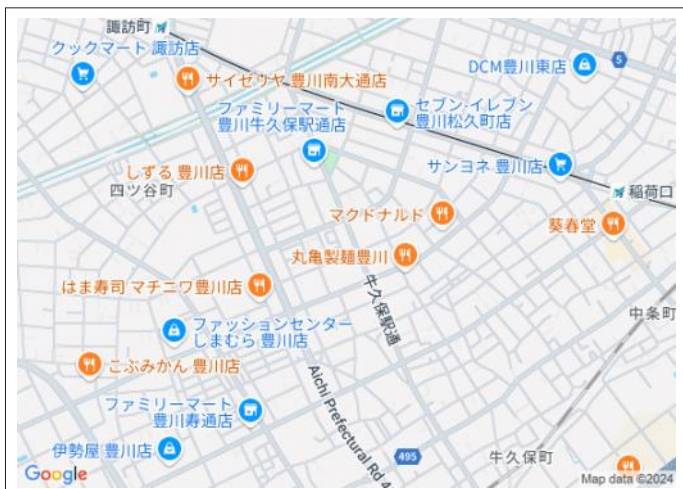 諏訪町
クックマート 諏訪店
サイゼリヤ 豊川南大通店
DCM豊川東店
5
ファミリーマート
豊川牛久保駅通店
セブン-イレブン
豊川松久町店
しずる 豊川店
サンヨネ 豊川店
四ツ谷町
稲荷口
マクドナルド
葵春堂
丸亀製麺豊川
はま寿司 マチニワ豊川店
牛久保駅通
中条町
ファッションセンター
しまむら 豊川店
こぶみかん 豊川店
Aichi Prefectural Rd 4
ファミリーマート
豊川寿通店
伊勢屋 豊川店
495
牛久保町
Google
Map data ©2024